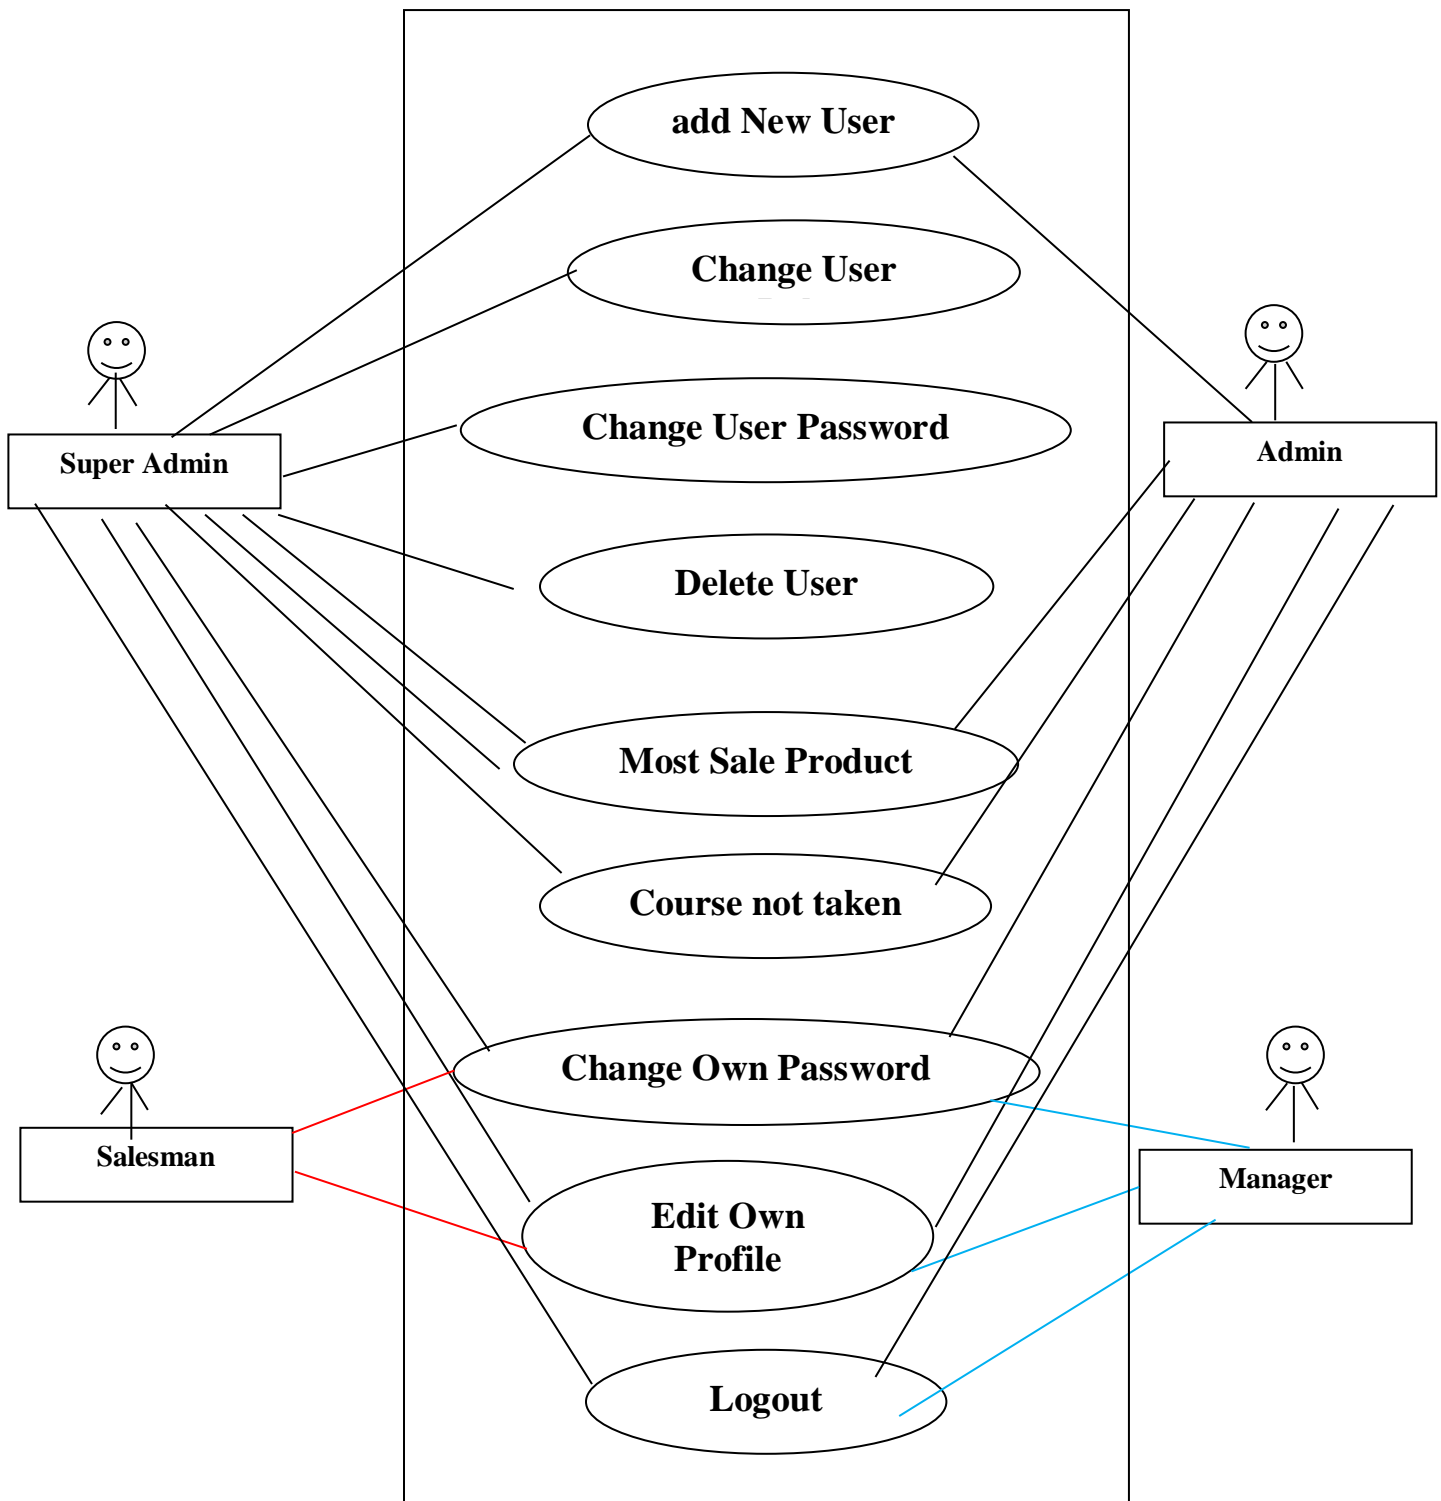 add New User
Change User
Change User Password
Super Admin
Admin
Delete User
Most Sale Product
Course not taken
Change Own Password
Salesman
Manager
Edit Own
Profile
Logout